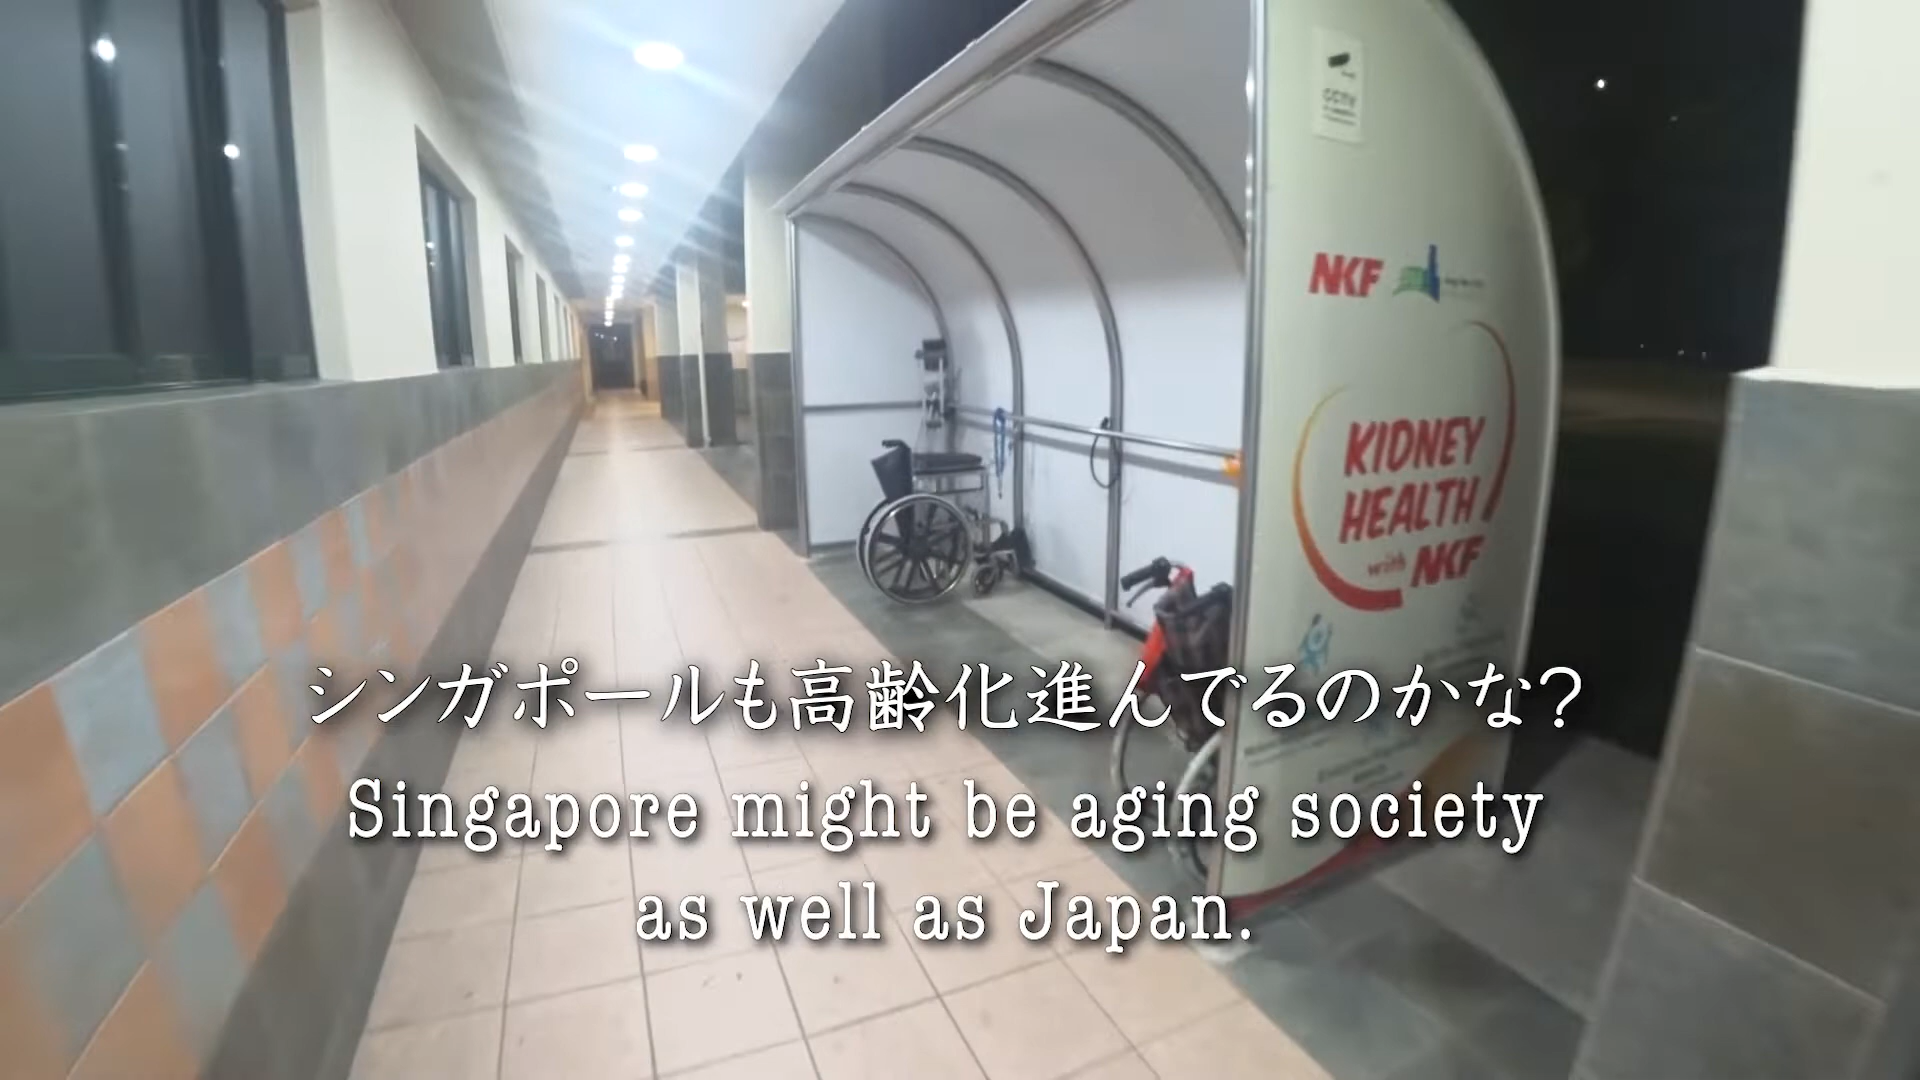 CCTV
NKF
KIDNEY
HEALTH
with NKF
シンガポールも高齢化進んでるのかな?
Singapore might be aging society
as well as Japan.